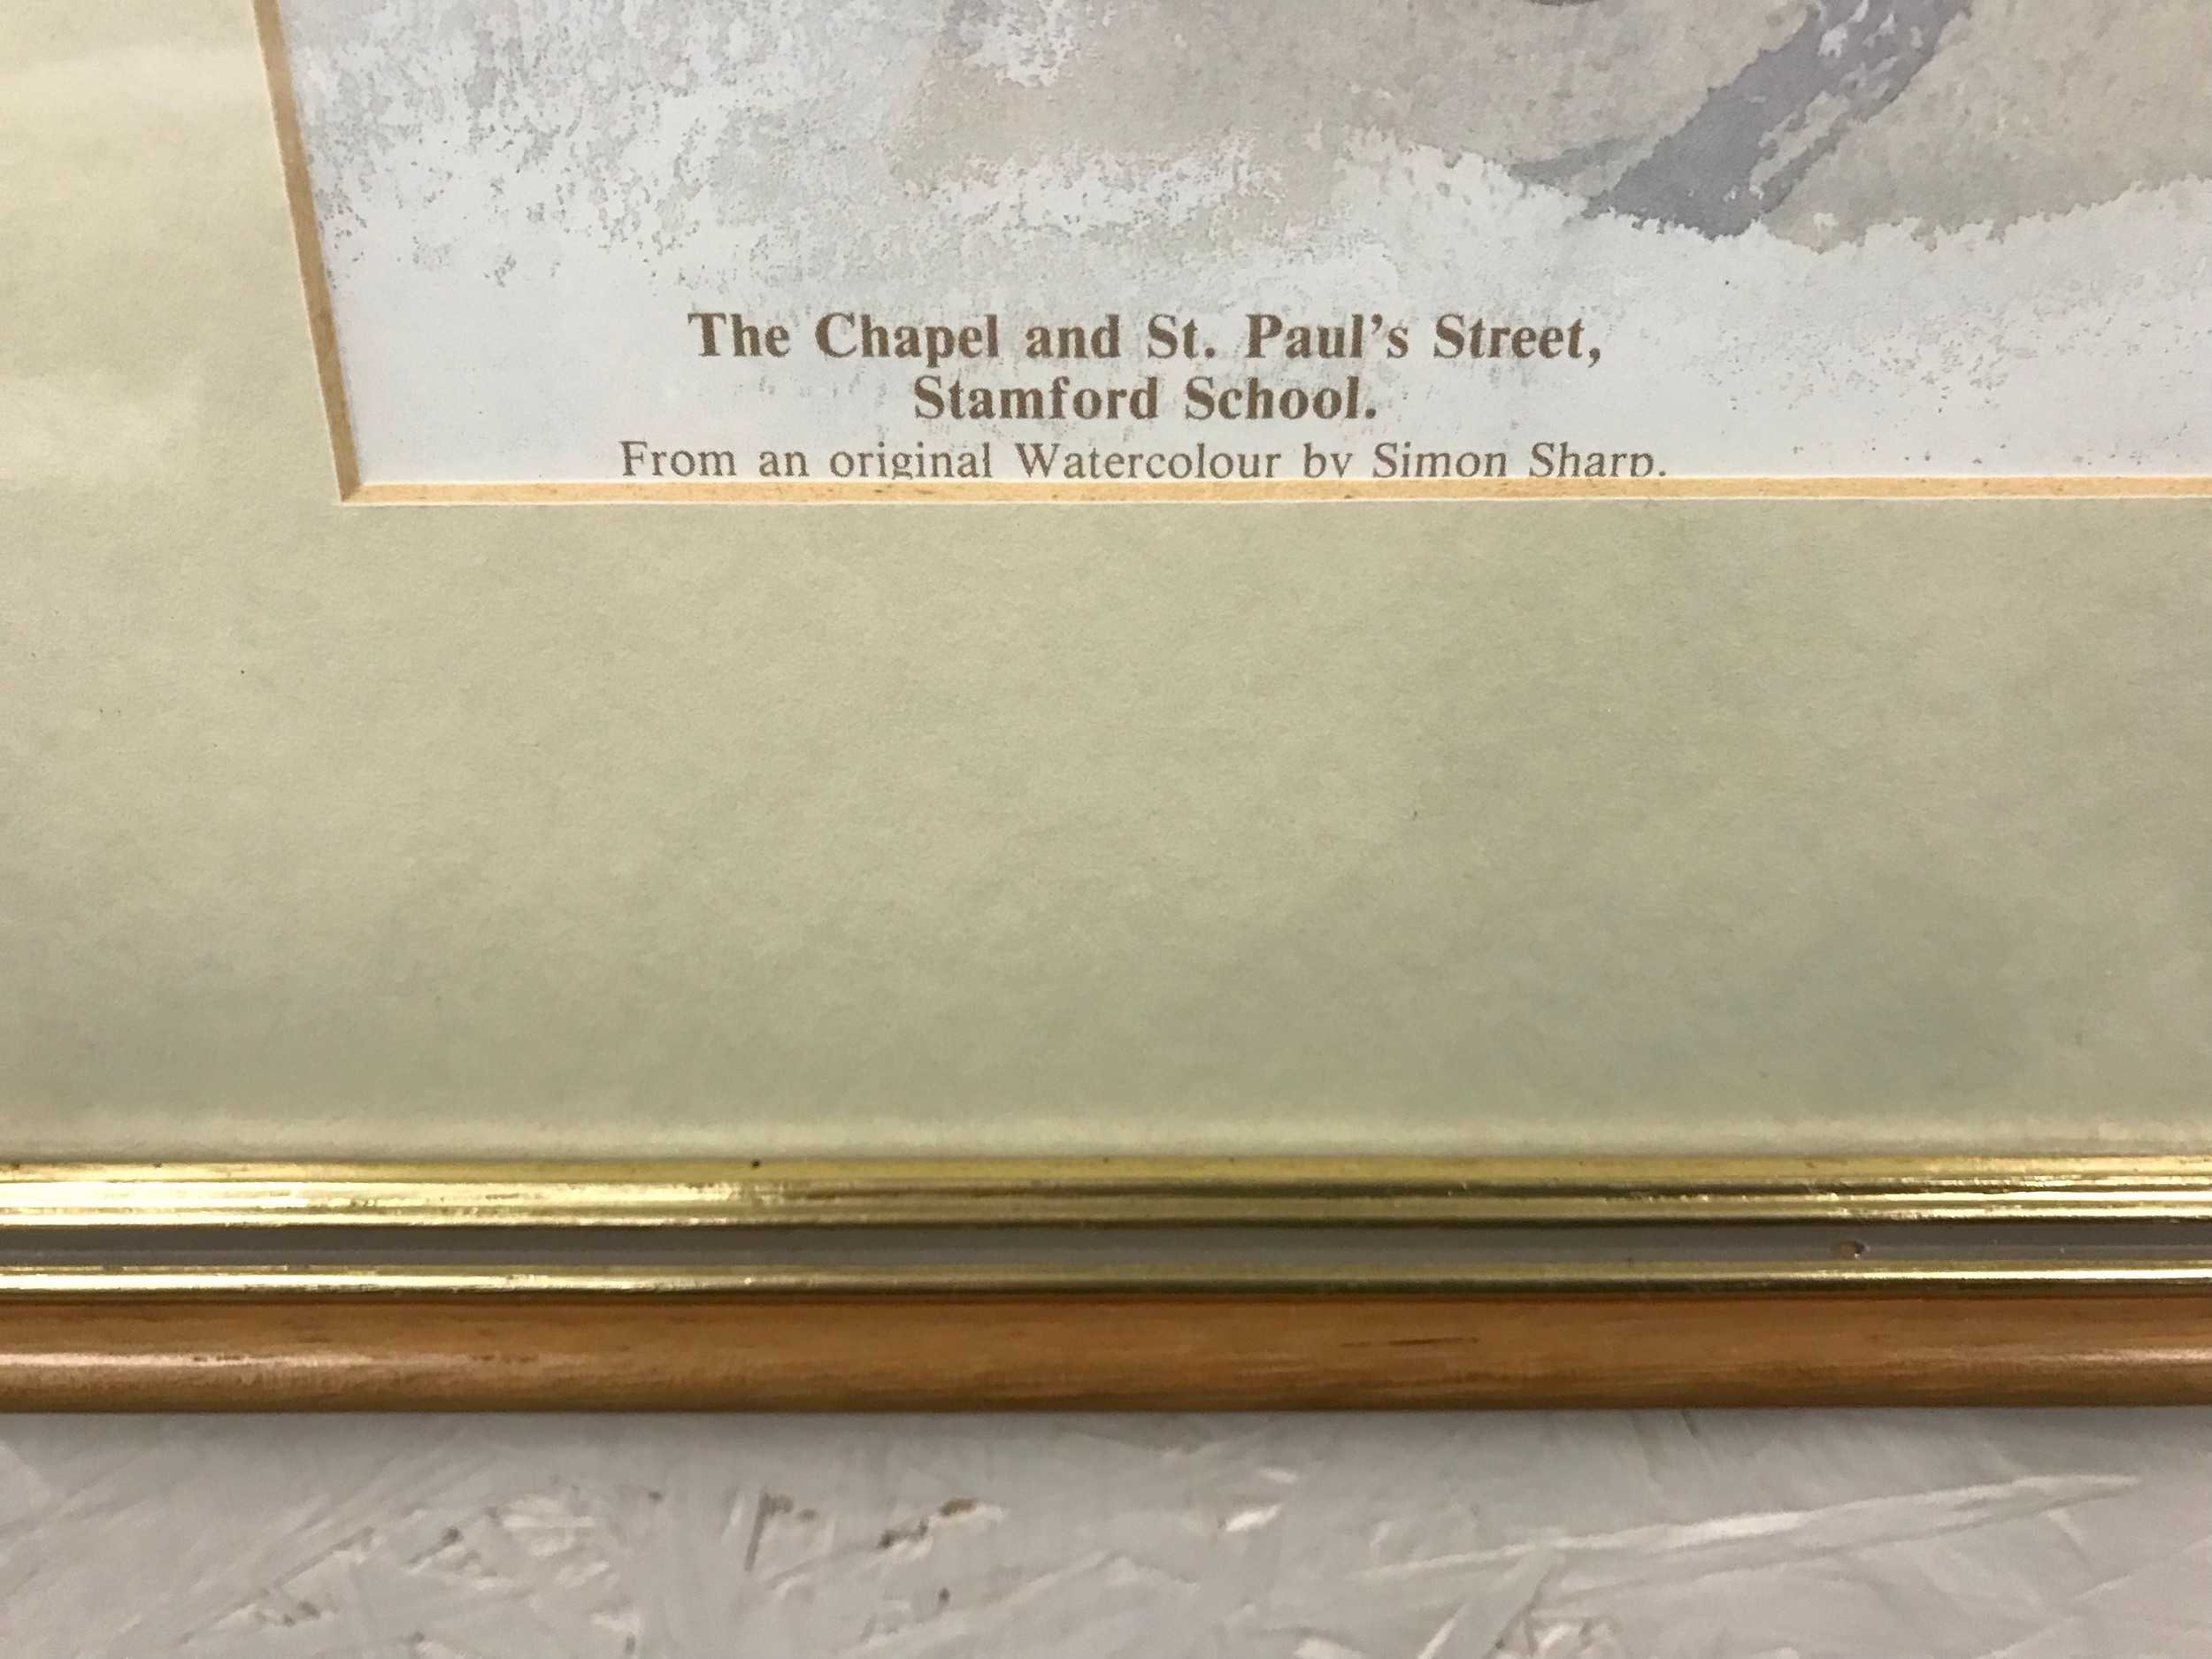 The Chapel and St. Paul's Street,
Stamford School.
From an original Watercolour by Simon Sharp.